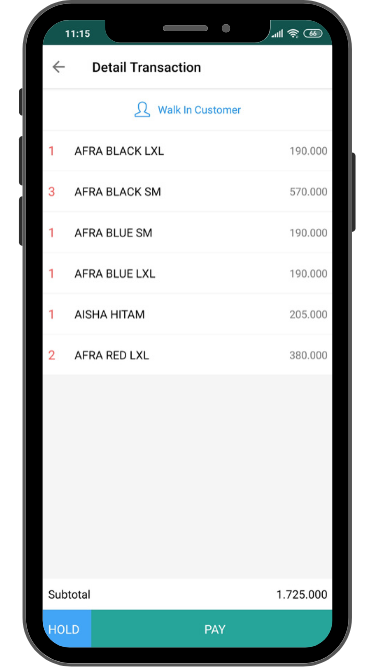 11:15 66
Detail Transaction
Walk In Customer
1 AFRA BLACK LXL 190.000
3 AFRA BLACK SM 570.000
1 AFRA BLUE SM 190.000
1 AFRA BLUE LXL 190.000
1 AISHA HITAM 205.000
2 AFRA RED LXL 380.000
Subtotal 1.725.000
HOLD PAY